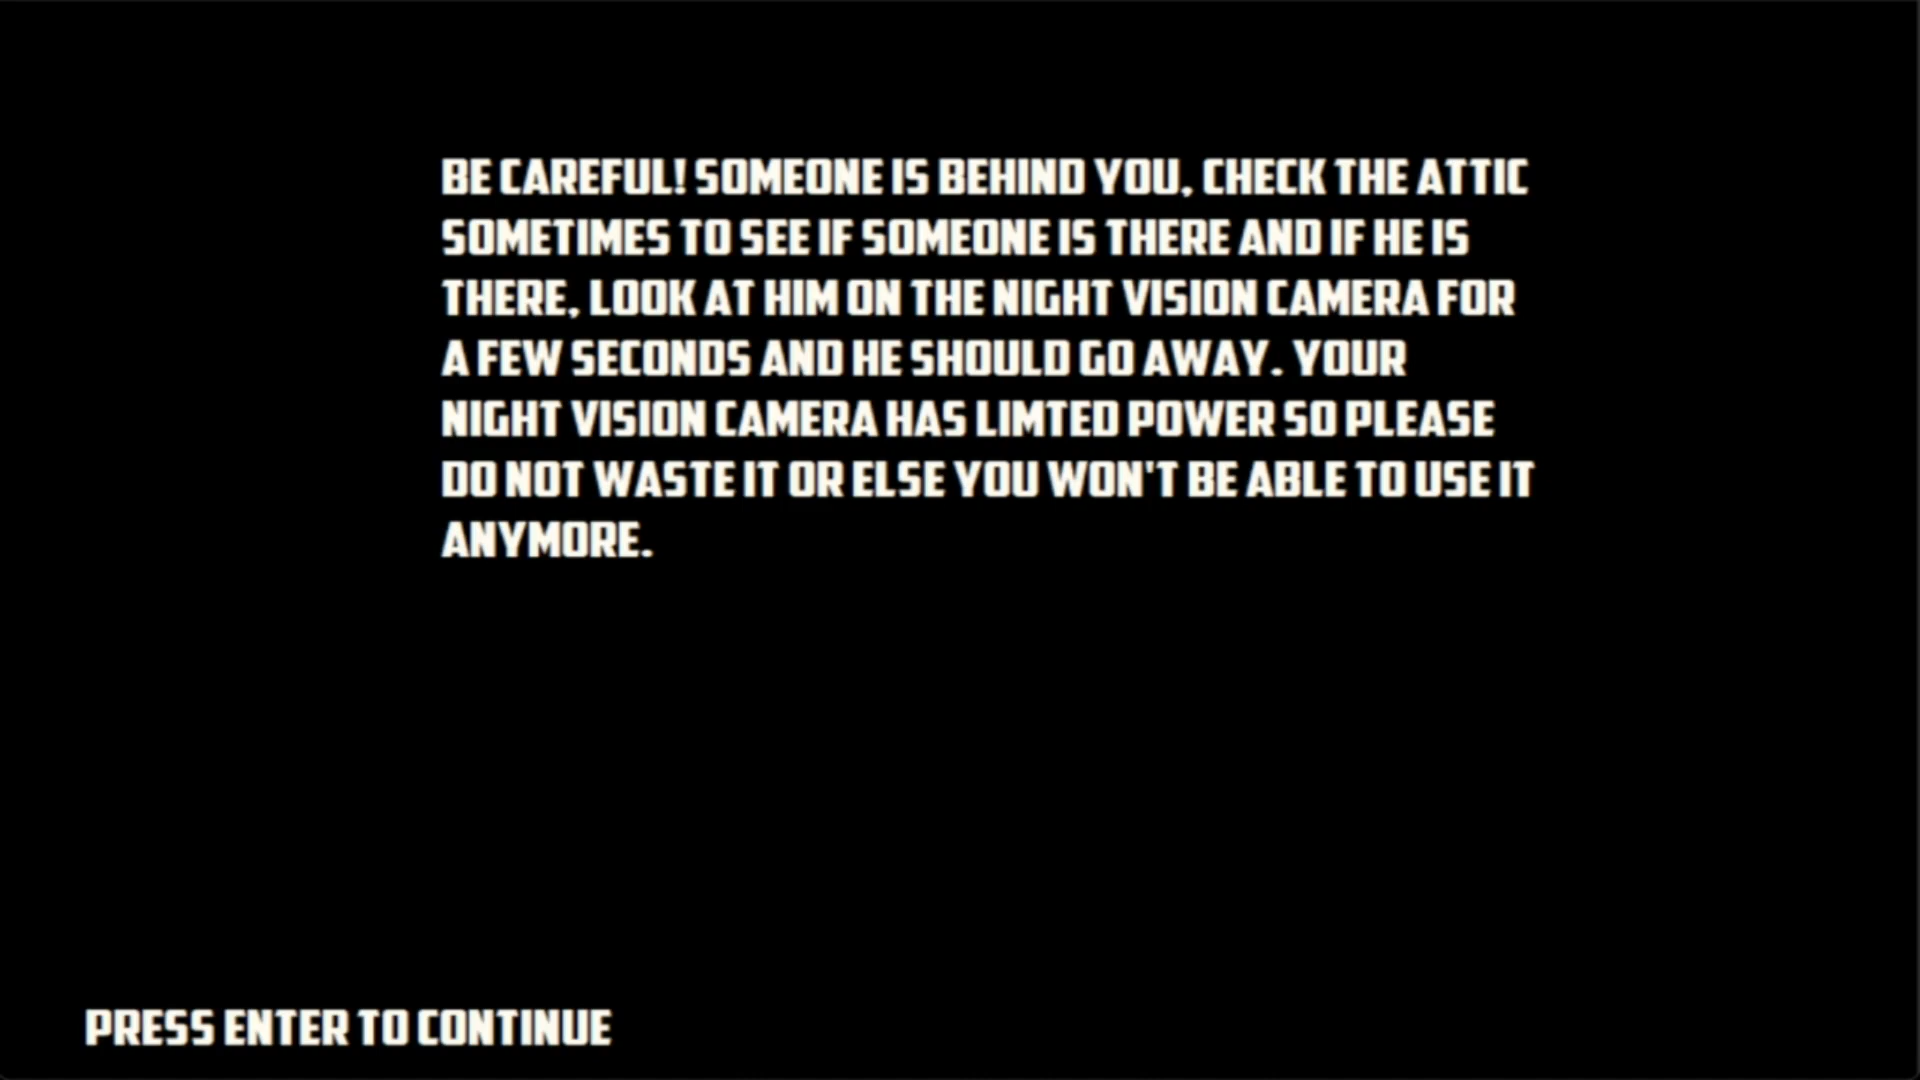 BE CAREFUL! SOMEONE IS BEHIND YOU, CHECK THE ATTIC
SOMETIMES TO SEE IF SOMEONE IS THERE AND IF HE IS
THERE, LOOK AT HIM ON THE NIGHT VISION CAMERA FOR
A FEW SECONDS AND HE SHOULD GO AWAY. YOUR
NIGHT VISION CAMERA HAS LIMTED POWER SO PLEASE
DO NOT WASTE IT OR ELSE YOU WON'T BE ABLE TO USE IT
ANYMORE.
PRESS ENTER TO CONTINUE